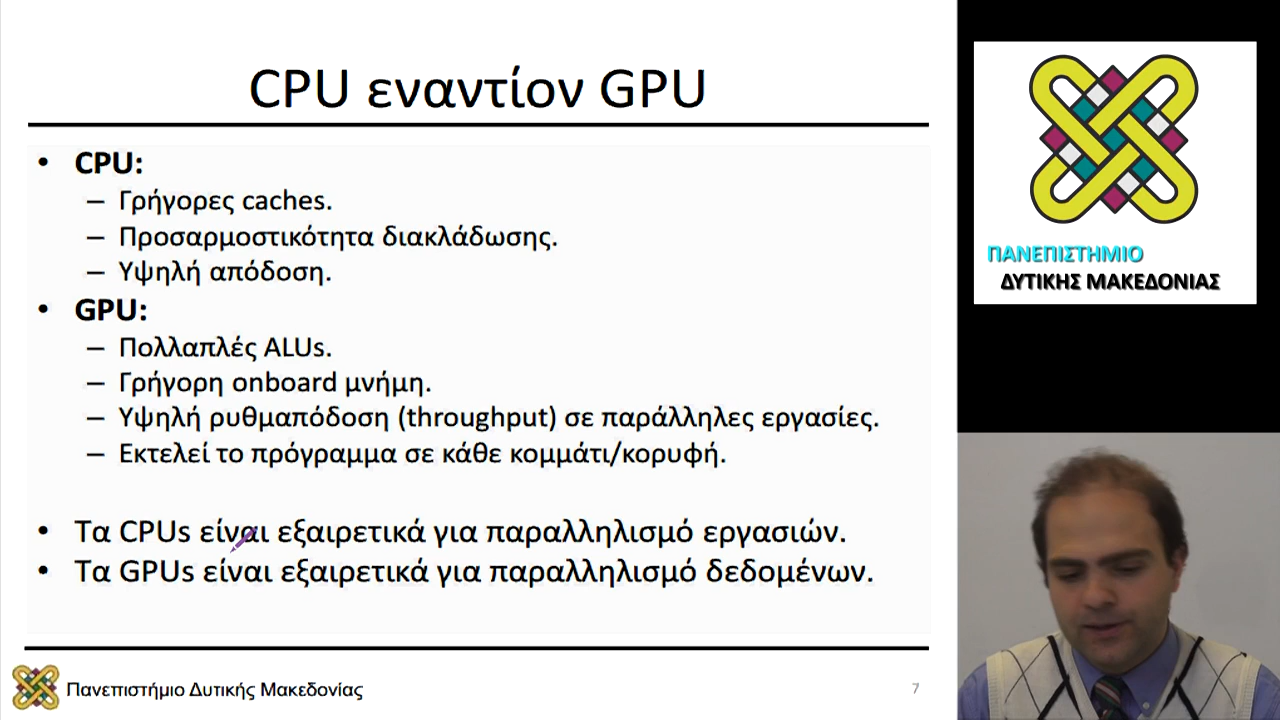 CPU εναντίον GPU
• CPU:
– Γρήγορες caches.
– Προσαρμοστικότητα διακλάδωσης.
– Υψηλή απόδοση.
• GPU:
– Πολλαπλές ALUs.
– Γρήγορη onboard μνήμη.
– Υψηλή ρυθμαπόδοση (throughput) σε παράλληλες εργασίες.
– Εκτελεί το πρόγραμμα σε κάθε κομμάτι/κορυφή.
• Τα CPUs είναι εξαιρετικά για παραλληλισμό εργασιών.
• Τα GPUs είναι εξαιρετικά για παραλληλισμό δεδομένων.
Πανεπιστήμιο Δυτικής Μακεδονίας
7
ΠΑΝΕΠΙΣΤΗΜΙΟ
ΔΥΤΙΚΗΣ ΜΑΚΕΔΟΝΙΑΣ